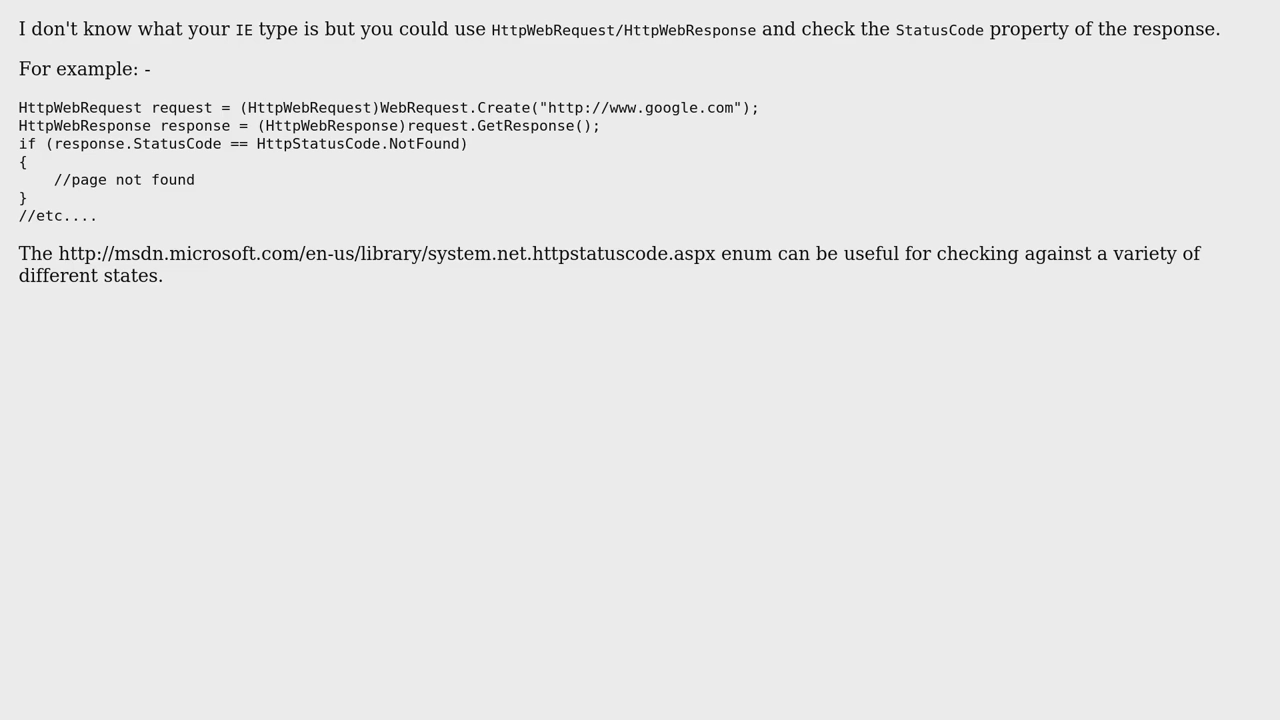 I don't know what your IE type is but you could use HttpWebRequest/HttpWebResponse and check the StatusCode property of the response.
For example: -
HttpWebRequest request = (HttpWebRequest)WebRequest.Create("http://www.google.com");
HttpWebResponse response = (HttpWebResponse)request.GetResponse();
if (response.StatusCode == HttpStatusCode.NotFound)
{
    //page not found
}
//etc....
The http://msdn.microsoft.com/en-us/library/system.net.httpstatuscode.aspx enum can be useful for checking against a variety of
different states.